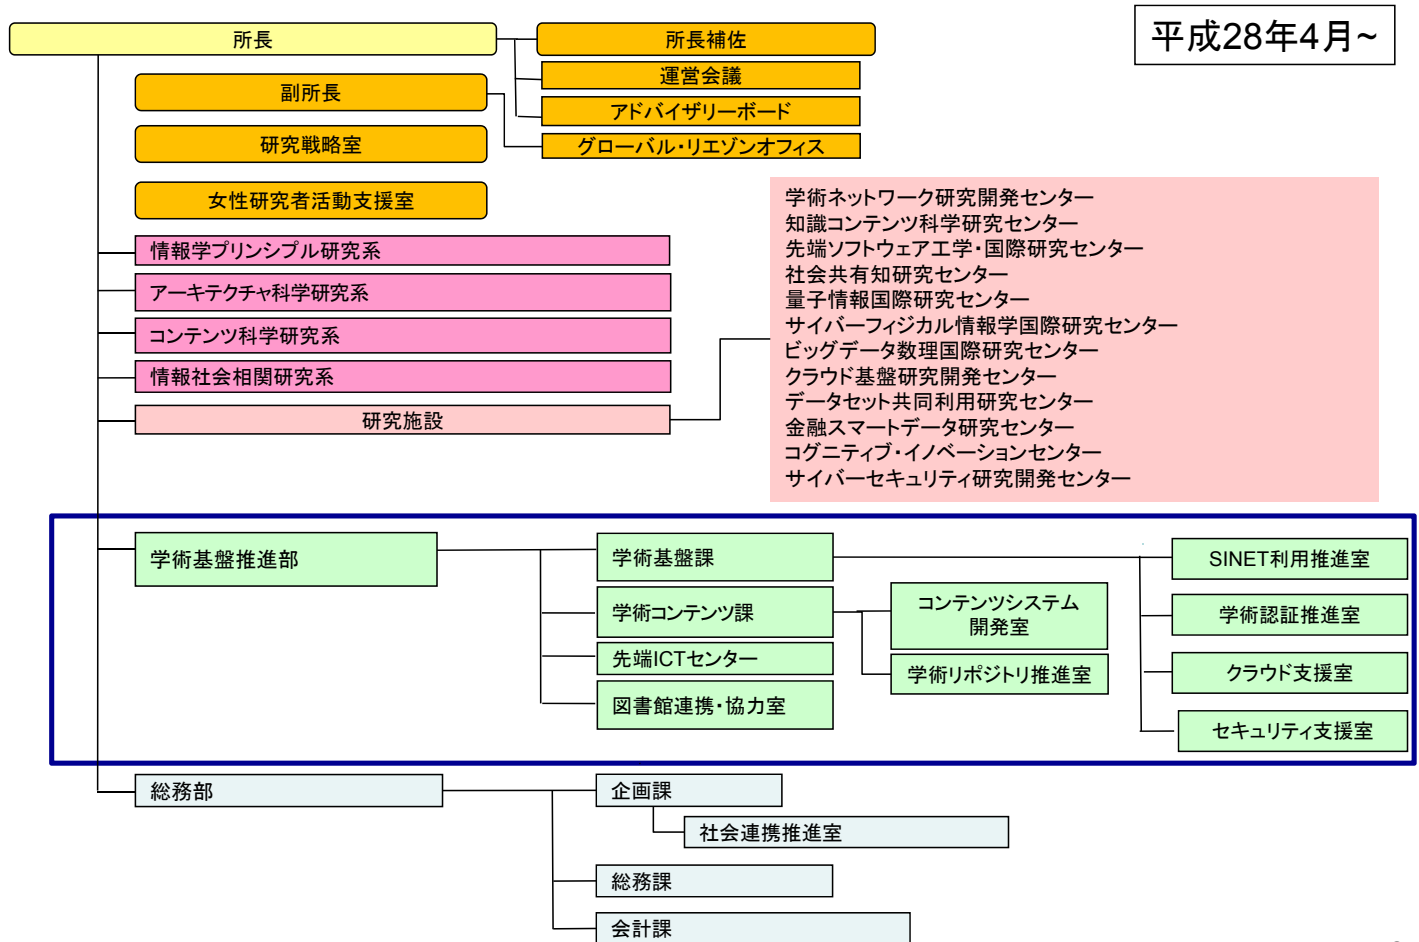 平成28年4月~
所長
所長補佐
運営会議
副所長
アドバイザリーボード
研究戦略室
グローバル・リエゾンオフィス
女性研究者活動支援室
情報学プリンシプル研究系
アーキテクチャ科学研究系
コンテンツ科学研究系
情報社会相関研究系
研究施設
学術ネットワーク研究開発センター
知識コンテンツ科学研究センター
先端ソフトウェア工学・国際研究センター
社会共有知研究センター
量子情報国際研究センター
サイバーフィジカル情報学国際研究センター
ビッグデータ数理国際研究センター
クラウド基盤研究開発センター
データセット共同利用研究センター
金融スマートデータ研究センター
コグニティブ・イノベーションセンター
サイバーセキュリティ研究開発センター
学術基盤推進部
学術基盤課
学術コンテンツ課
先端ICTセンター
図書館連携・協力室
コンテンツシステム
開発室
学術リポジトリ推進室
SINET利用推進室
学術認証推進室
クラウド支援室
セキュリティ支援室
総務部
企画課
社会連携推進室
総務課
会計課